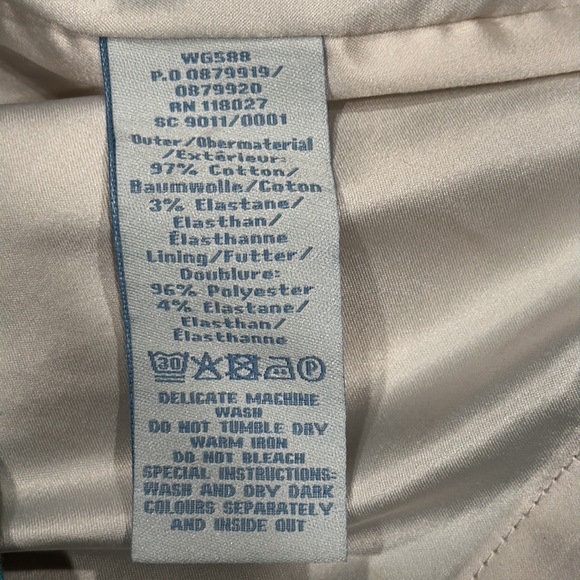 WG588
P.O 0879919/
0879920
RN 118027
SC 9011/0001
Outer/Obermaterial
/Extérieur:
97% Cotton/
Baumwolle/Coton
3% Elastane/
Elasthan/
Élasthanne
Lining/Futter/
Doublure:
96% Polyester
4% Elastane/
Elasthan/
Élasthanne
30 P
DELICATE MACHINE
WASH
DO NOT TUMBLE DRY
WARM IRON
DO NOT BLEACH
SPECIAL INSTRUCTIONS:
WASH AND DRY DARK
COLOURS SEPARATELY
AND INSIDE OUT